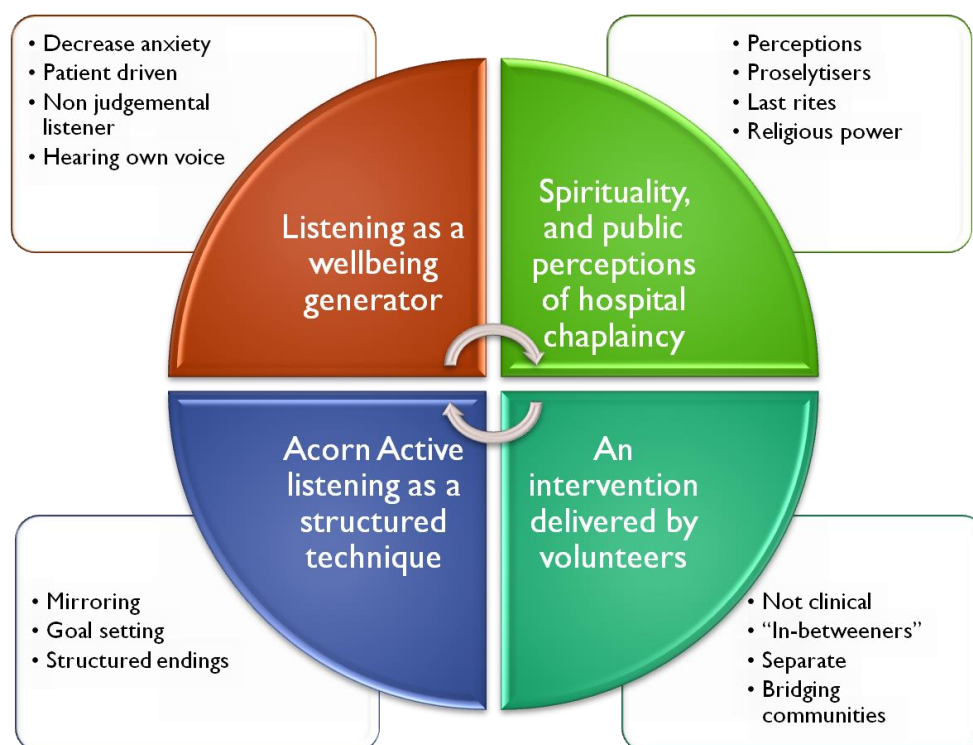 • Decrease anxiety
• Patient driven
• Non judgemental
listener
• Hearing own voice
• Perceptions
• Proselytisers
• Last rites
• Religious power
Listening as a
wellbeing
generator
Spirituality,
and public
perceptions
of hospital
chaplaincy
Acorn Active
listening as a
structured
technique
An
intervention
delivered by
volunteers
• Mirroring
• Goal setting
• Structured endings
• Not clinical
• “In-betweeners”
• Separate
• Bridging
communities